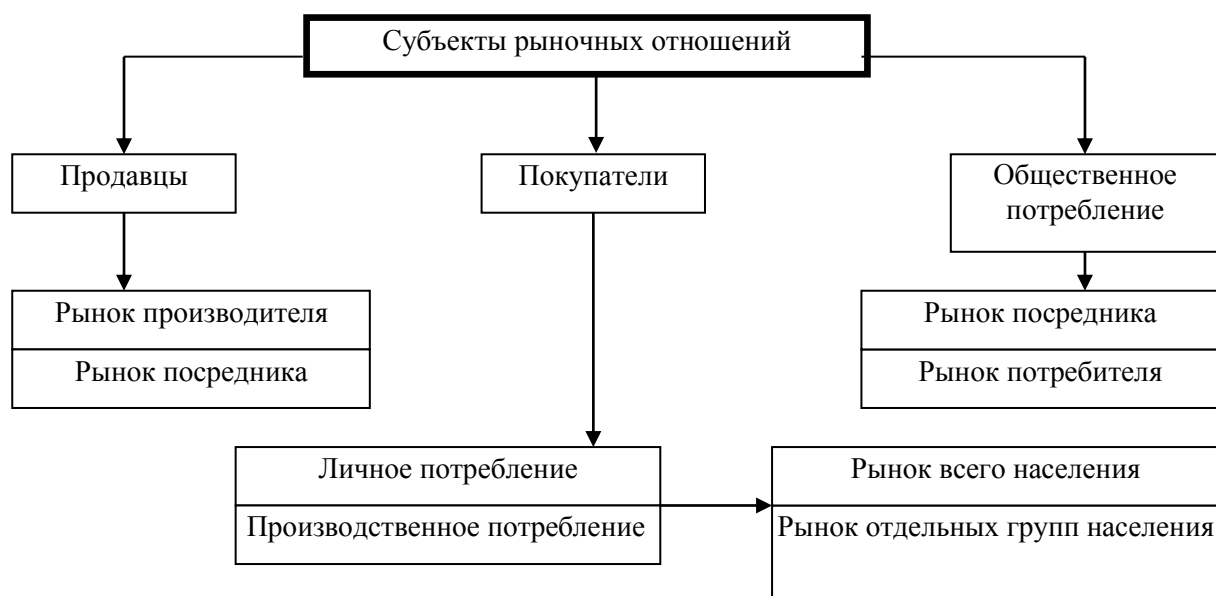 Субъекты рыночных отношений
Продавцы
Покупатели
Общественное
потребление
Рынок производителя
Рынок посредника
Рынок посредника
Рынок потребителя
Личное потребление
Производственное потребление
Рынок всего населения
Рынок отдельных групп населения